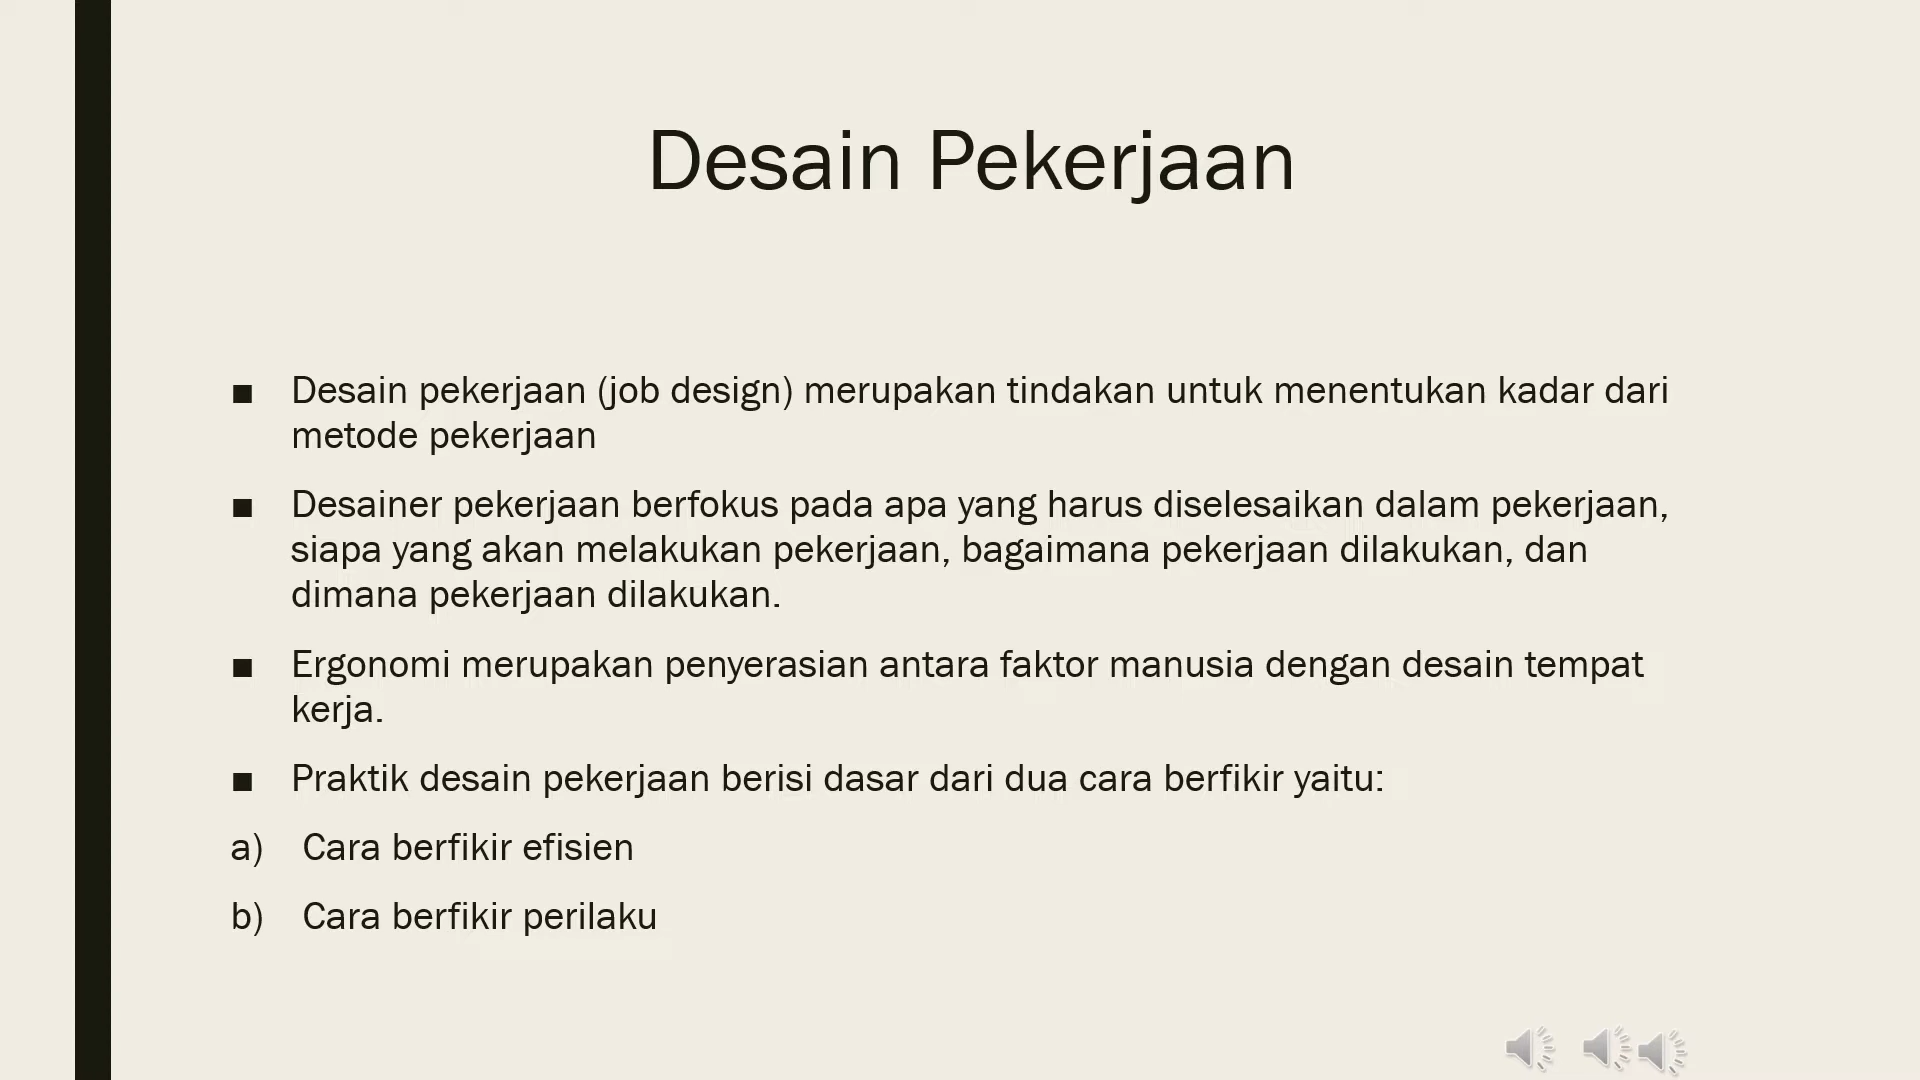 Desain Pekerjaan
■ Desain pekerjaan (job design) merupakan tindakan untuk menentukan kadar dari
metode pekerjaan
■ Desainer pekerjaan berfokus pada apa yang harus diselesaikan dalam pekerjaan,
siapa yang akan melakukan pekerjaan, bagaimana pekerjaan dilakukan, dan
dimana pekerjaan dilakukan.
■ Ergonomi merupakan penyerasian antara faktor manusia dengan desain tempat
kerja.
■ Praktik desain pekerjaan berisi dasar dari dua cara berfikir yaitu:
a) Cara berfikir efisien
b) Cara berfikir perilaku